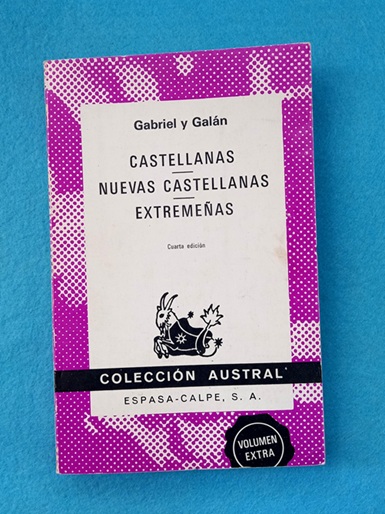 Gabriel y Galán
CASTELLANAS
NUEVAS CASTELLANAS
EXTREMEÑAS
Cuarta edición
COLECCIÓN AUSTRAL
ESPASA-CALPE, S. A.
VOLUMEN
EXTRA